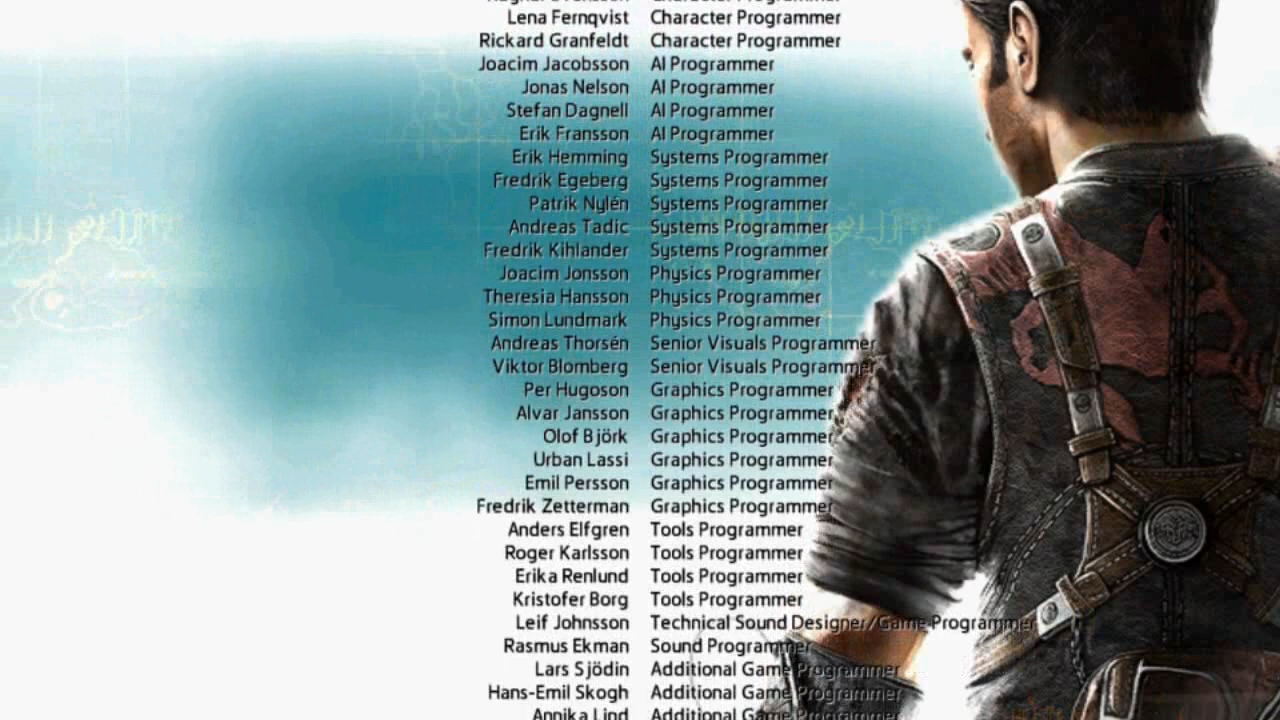 Lena Fernqvist Character Programmer
Rickard Granfeldt Character Programmer
Joacim Jacobsson AI Programmer
Jonas Nelson AI Programmer
Stefan Dagnell AI Programmer
Erik Fransson AI Programmer
Erik Hemming Systems Programmer
Fredrik Egeberg Systems Programmer
Patrik Nylén Systems Programmer
Andreas Tadic Systems Programmer
Fredrik Kihlander Systems Programmer
Joacim Jonsson Physics Programmer
Theresia Hansson Physics Programmer
Simon Lundmark Physics Programmer
Andreas Thorsén Senior Visuals Programmer
Viktor Blomberg Senior Visuals Programmer
Per Hugoson Graphics Programmer
Alvar Jansson Graphics Programmer
Olof Björk Graphics Programmer
Urban Lassi Graphics Programmer
Emil Persson Graphics Programmer
Fredrik Zetterman Graphics Programmer
Anders Elfgren Tools Programmer
Roger Karlsson Tools Programmer
Erika Renlund Tools Programmer
Kristofer Borg Tools Programmer
Leif Johnsson Technical Sound Designer/Game Programmer
Rasmus Ekman Sound Programmer
Lars Sjödin Additional Game Programmer
Hans-Emil Skogh Additional Game Programmer
Annika Lind Additional Game Programmer